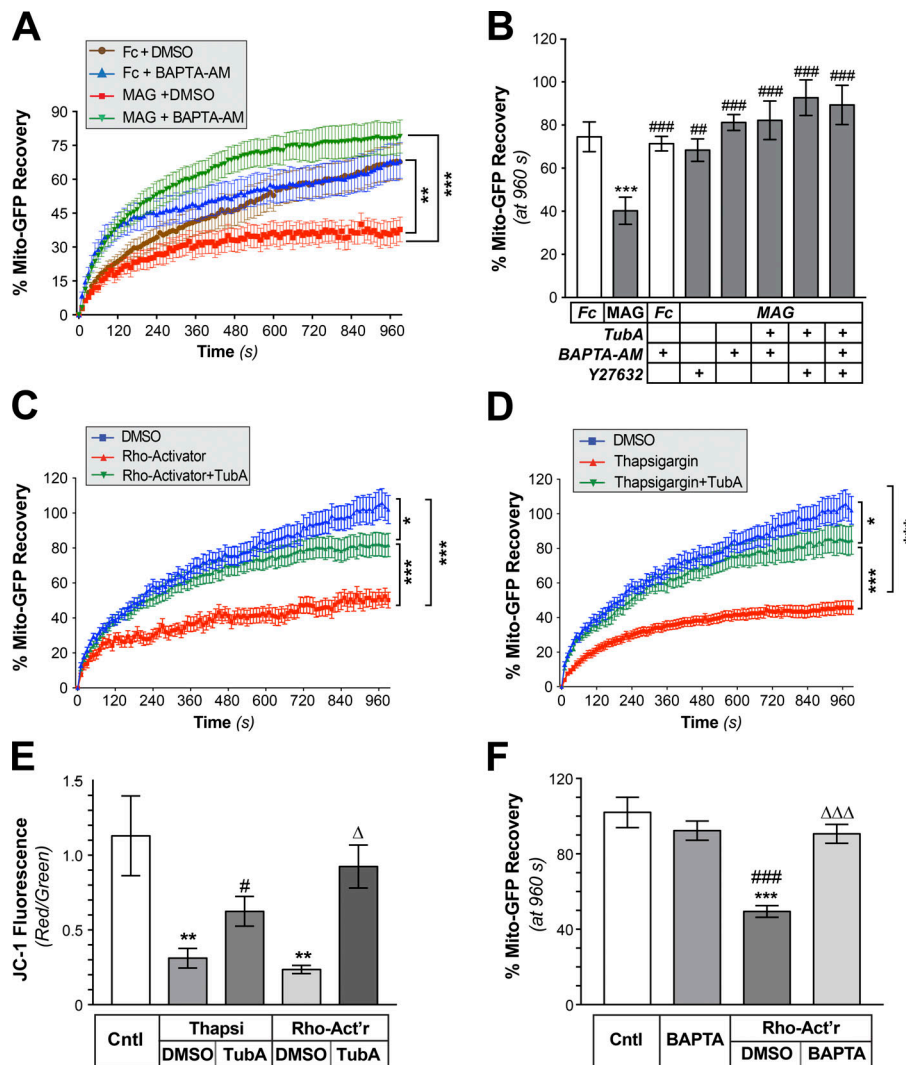 A
Fc + DMSO
Fc + BAPTA-AM
MAG +DMSO
MAG + BAPTA-AM
% Mito-GFP Recovery
90
75
60
45
30
15
0
0 120 240 360 480 600 720 840 960
Time (s)
**
***
B
% Mito-GFP Recovery
(at 960 s)
120
100
80
60
40
20
0
***
###
##
###
###
###
###
Fc MAG Fc MAG
TubA + + +
BAPTA-AM + + + +
Y27632 + + +
C
DMSO
Rho-Activator
Rho-Activator+TubA
% Mito-GFP Recovery
120
100
80
60
40
20
0
0 120 240 360 480 600 720 840 960
Time (s)
*
***
***
D
DMSO
Thapsigargin
Thapsigargin+TubA
% Mito-GFP Recovery
120
100
80
60
40
20
0
0 120 240 360 480 600 720 840 960
Time (s)
*
***
***
E
JC-1 Fluorescence
(Red/Green)
1.5
1.0
0.5
0
**
#
**
Δ
Cntl Thapsi Rho-Act'r
DMSO TubA DMSO TubA
F
% Mito-GFP Recovery
(at 960 s)
120
100
80
60
40
20
0
###
***
ΔΔΔ
Cntl BAPTA Rho-Act'r
DMSO BAPTA